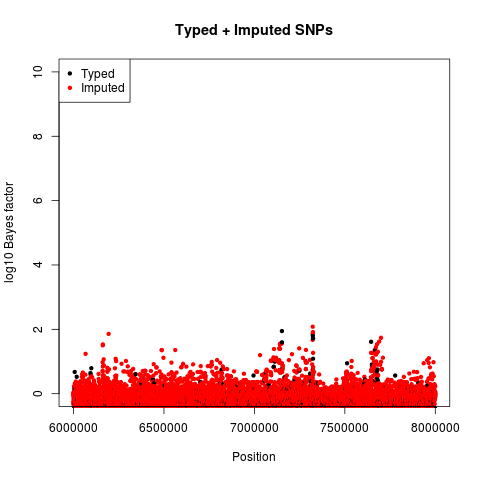 Typed + Imputed SNPs
10
8
6
4
2
0
log10 Bayes factor
Typed
Imputed
6000000 6500000 7000000 7500000 8000000
Position